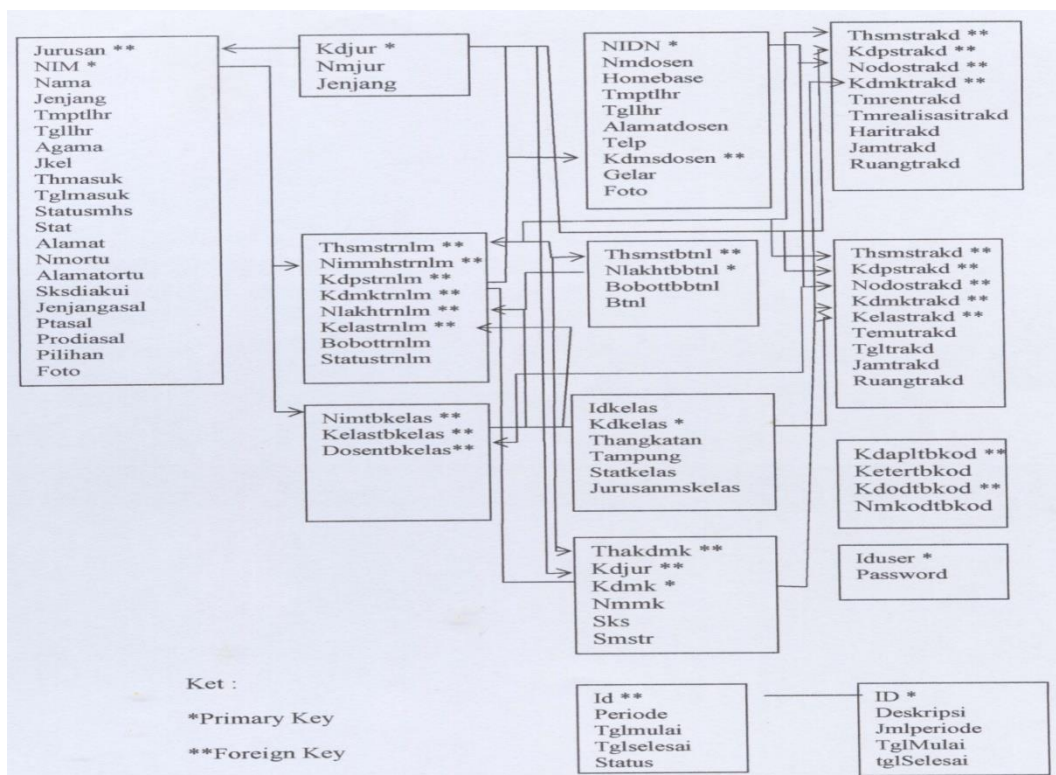 Jurusan **
NIM *
Nama
Jenjang
Tmptlhr
Tgllhr
Agama
Jkel
Thmasuk
Tglmasuk
Statusmhs
Stat
Alamat
Nmortu
Alamatortu
Sksdiakui
Jenjangasal
Ptasal
Prodiasal
Pilihan
Foto
Kdjur *
Nmjur
Jenjang
NIDN *
Nmdosen
Homebase
Tmptlhr
Tgllhr
Alamatdosen
Telp
Kdmsdosen **
Gelar
Foto
Thsmstrakd **
Kdpstrakd **
Nodostrakd **
Kdmktrakd **
Tmrentrakd
Tmrealisasitrakd
Haritrakd
Jamtrakd
Ruangtrakd
Thsmstrnlm **
Nimmhstrnlm **
Kdpstrnlm **
Kdmktrnlm **
Nlakhtrnlm **
Kelastrnlm **
Bobottrnlm
Statustrnlm
Thsmstbtnl **
Nlakhtbbtnl *
Bobottbbtnl
Btnl
Thsmstrakd **
Kdpstrakd **
Nodostrakd **
Kdmktrakd **
Kelastrakd **
Temutrakd
Tgltrakd
Jamtrakd
Ruangtrakd
Nimtbkelas **
Kelastbkelas **
Dosentbkelas**
Idkelas
Kdkelas *
Thangkatan
Tampung
Statkelas
Jurusanmskelas
Kdapltbkod **
Ketertbkod
Kdodtbkod **
Nmkodtbkod
Thakdmk **
Kdjur **
Kdmk *
Nmmk
Sks
Smstr
Iduser *
Password
Ket :
*Primary Key
**Foreign Key
Id **
Periode
Tglmulai
Tglselesai
Status
ID *
Deskripsi
Jmlperiode
TglMulai
tglSelesai